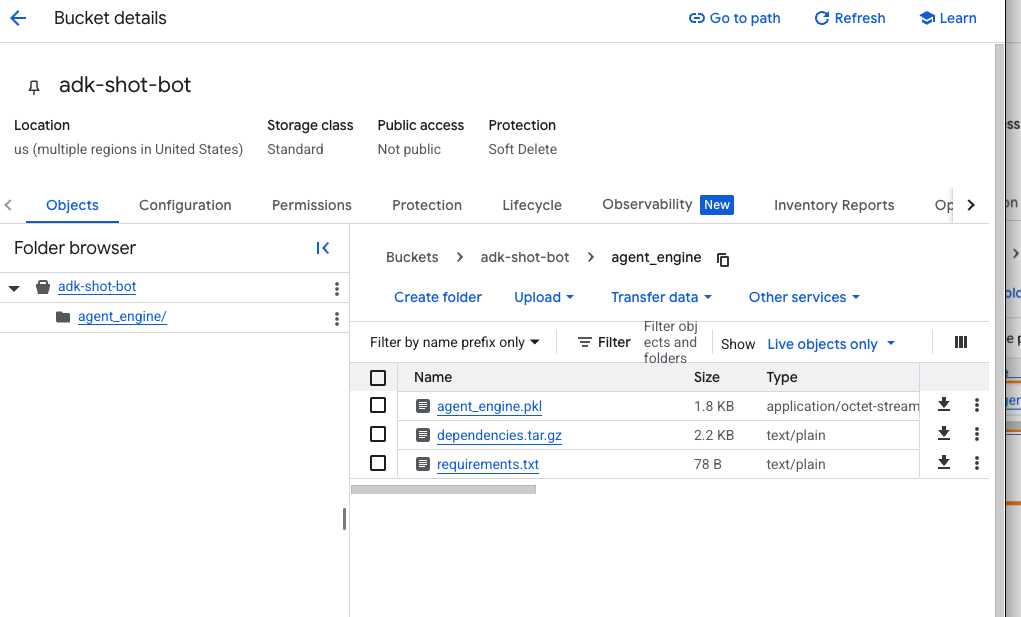 Bucket details
Go to path
Refresh
Learn
adk-shot-bot
Location
Storage class
Public access
Protection
us (multiple regions in United States)
Standard
Not public
Soft Delete
Objects
Configuration
Permissions
Protection
Lifecycle
Observability
New
Inventory Reports
Op
Folder browser
adk-shot-bot
agent_engine/
Buckets
adk-shot-bot
agent_engine
Create folder
Upload
Transfer data
Other services
Filter by name prefix only
Filter
Filter obj
ects and
folders
Show
Live objects only
Name
Size
Type
agent_engine.pkl
1.8 KB
application/octet-stream
dependencies.tar.gz
2.2 KB
text/plain
requirements.txt
78 B
text/plain